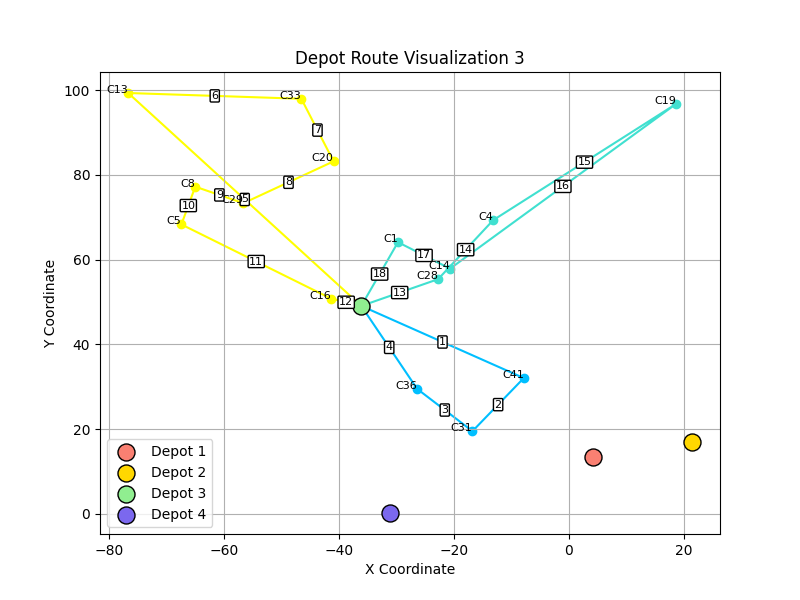 Depot Route Visualization 3
Y Coordinate
100
80
60
40
20
0
C13
6
C33
C19
7
C20
15
16
8
C8
9
C29
5
10
C5
C4
C1
14
17
11
C14
18
C28
13
C16
12
1
4
C41
C36
2
3
C31
Depot 1
Depot 2
Depot 3
Depot 4
−80
−60
−40
−20
0
20
X Coordinate